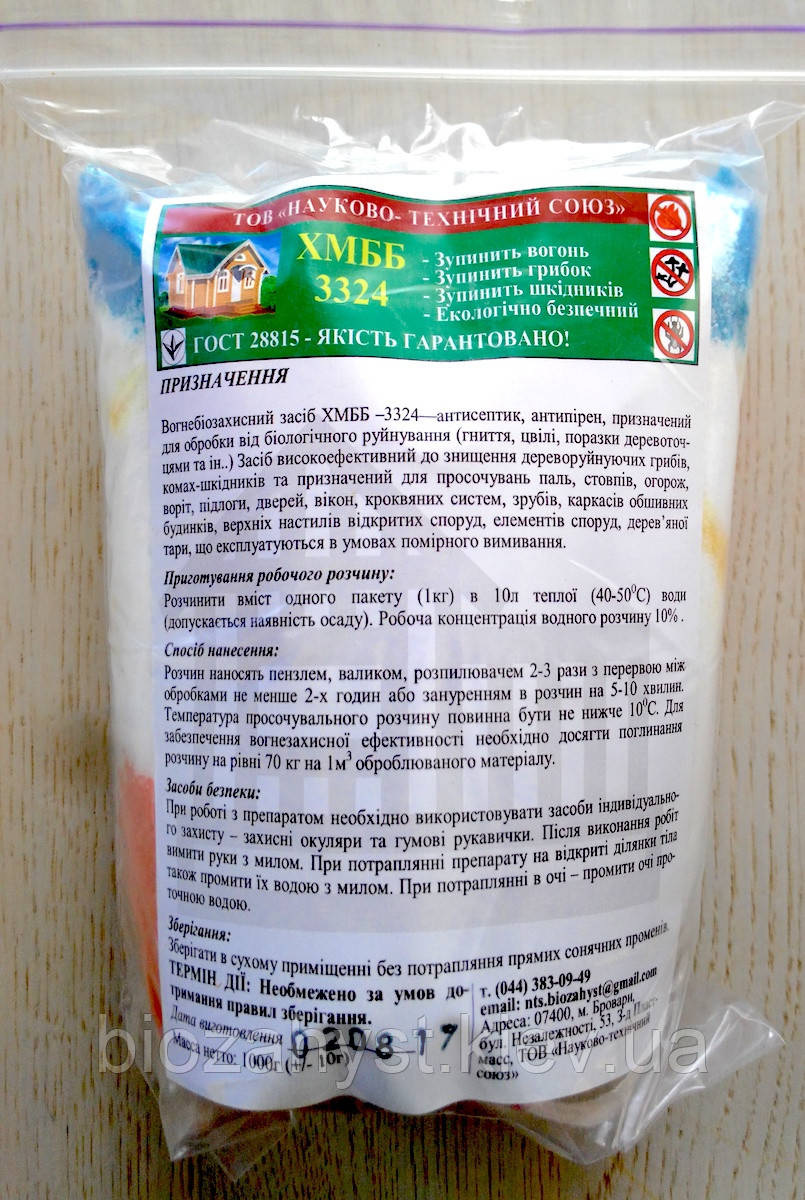 ТОВ «НАУКОВО- ТЕХНІЧНИЙ СОЮЗ»
ХМББ
3324
- Зупинить вогонь
- Зупинить грибок
- Зупинить шкідників
- Екологічно безпечний
ГОСТ 28815 - ЯКІСТЬ ГАРАНТОВАНО!
ПРИЗНАЧЕННЯ
Вогнебіозахисний засіб ХМББ –3324—антисептик, антипірен, призначений
для обробки від біологічного руйнування (гниття, цвілі, поразки деревоточ-
цями та ін..) Засіб високоефективний до знищення дереворуйнуючих грибів,
комах-шкідників та призначений для просочувань паль, стовпів, огорож,
воріт, підлоги, дверей, вікон, кроквяних систем, зрубів, каркасів обшивних
будинків, верхніх настилів відкритих споруд, елементів споруд, дерев'яної
тари, що експлуатуються в умовах помірного вимивання.
Приготування робочого розчину:
Розчинити вміст одного пакету (1кг) в 10л теплої (40-50⁰С) води
(допускається наявність осаду). Робоча концентрація водного розчину 10% .
Спосіб нанесення:
Розчин наносять пензлем, валиком, розпилювачем 2-3 рази з перервою між
обробками не менше 2-х годин або зануренням в розчин на 5-10 хвилин.
Температура просочувального розчину повинна бути не нижче 10⁰С. Для
забезпечення вогнезахисної ефективності необхідно досягти поглинання
розчину на рівні 70 кг на 1м³ оброблюваного матеріалу.
Засоби безпеки:
При роботі з препаратом необхідно використовувати засоби індивідуально-
го захисту – захисні окуляри та гумові рукавички. Після виконання робіт
вимити руки з милом. При потраплянні препарату на відкриті ділянки тіла
також промити їх водою з милом. При потраплянні в очі – промити очі про-
точною водою.
Зберігання:
Зберігати в сухому приміщенні без потрапляння прямих сонячних променів.
ТЕРМІН ДІЇ: Необмежено за умов до-
тримання правил зберігання.
Дата виготовлення 020817
Масса нетто: 1000г (+/- 10г)
т. (044) 383-09-49
email: nts.biozahyst@gmail.com
Адреса: 07400, м. Бровари,
бул. Незалежності, 53, 3-д Пласт-
масс, ТОВ «Науково-технічний
союз»
biozahyst.kiev.ua